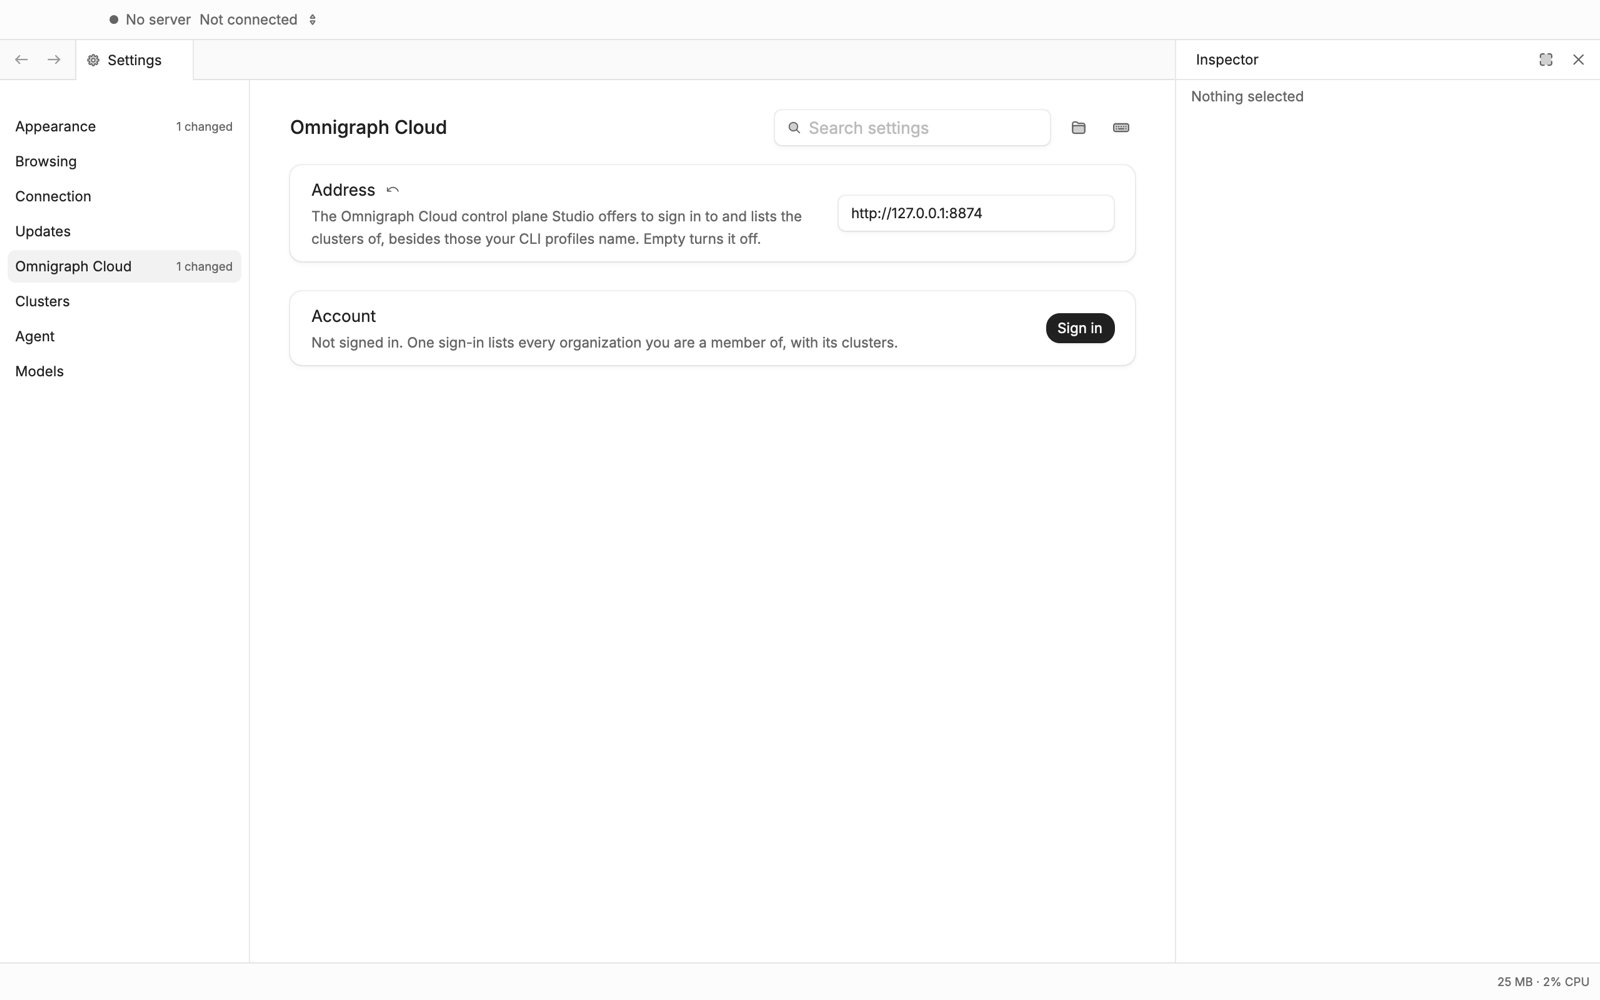 No server Not connected
Settings
Inspector
Nothing selected
Appearance 1 changed
Browsing
Connection
Updates
Omnigraph Cloud 1 changed
Clusters
Agent
Models
Omnigraph Cloud
Search settings
Address
The Omnigraph Cloud control plane Studio offers to sign in to and lists the
clusters of, besides those your CLI profiles name. Empty turns it off.
http://127.0.0.1:8874
Account
Not signed in. One sign-in lists every organization you are a member of, with its clusters.
Sign in
25 MB · 2% CPU